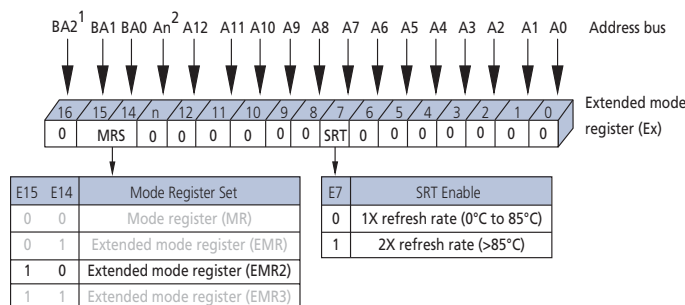 BA2¹ BA1 BA0 An² A12 A11 A10 A9 A8 A7 A6 A5 A4 A3 A2 A1 A0 Address bus
16 15 14 n 12 11 10 9 8 7 6 5 4 3 2 1 0 Extended mode
register (Ex)
0 MRS 0 0 0 0 0 0 SRT 0 0 0 0 0 0 0
E15 E14 Mode Register Set
0 0 Mode register (MR)
0 1 Extended mode register (EMR)
1 0 Extended mode register (EMR2)
1 1 Extended mode register (EMR3)
E7 SRT Enable
0 1X refresh rate (0°C to 85°C)
1 2X refresh rate (>85°C)